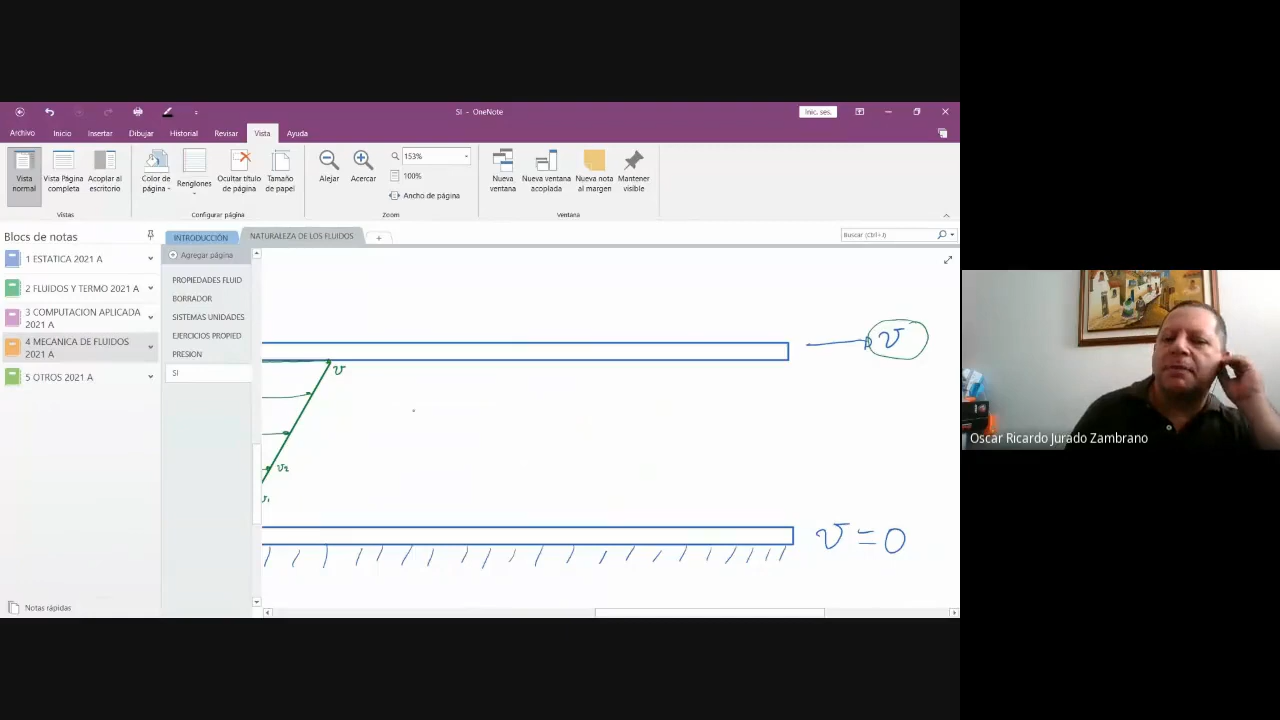 SI - OneNote
Inic. ses.
Archivo Inicio Insertar Dibujar Historial Revisar Vista Ayuda
Vista normal
Vista Página completa
Acoplar al escritorio
Color de página
Renglones
Ocultar título de página
Tamaño de papel
Alejar
Acercar
153%
100%
Ancho de página
Nueva ventana
Nueva ventana acoplada
Nueva nota al margen
Mantener visible
Vistas Configurar página Zoom Ventana
Blocs de notas
INTRODUCCIÓN NATURALEZA DE LOS FLUIDOS +
Buscar (Ctrl+J)
1 ESTATICA 2021 A
2 FLUIDOS Y TERMO 2021 A
3 COMPUTACION APLICADA
2021 A
4 MECANICA DE FLUIDOS
2021 A
5 OTROS 2021 A
Agregar página
PROPIEDADES FLUID
BORRADOR
SISTEMAS UNIDADES
EJERCICIOS PROPIED
PRESION
SI
v
v
v₂
v₁
v=0
Notas rápidas
Oscar Ricardo Jurado Zambrano